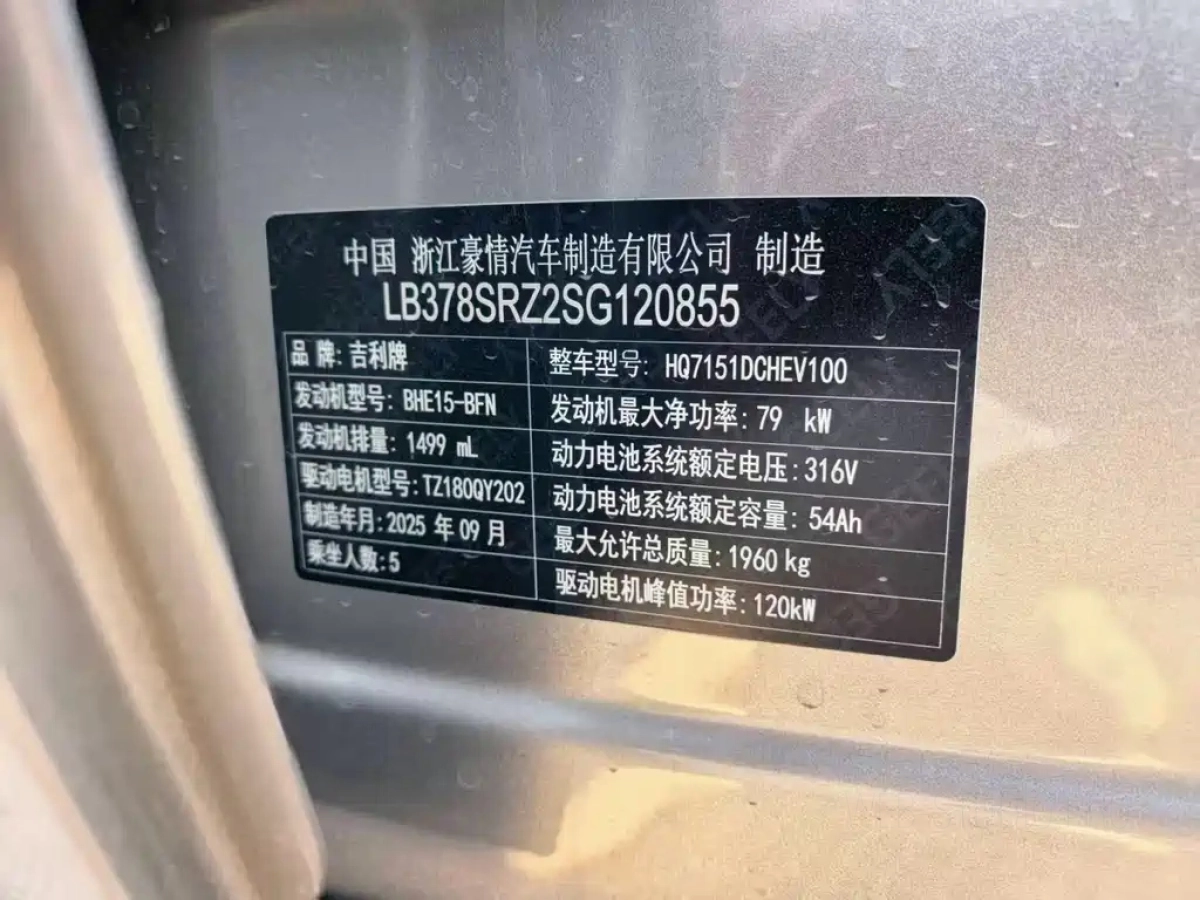 中国 浙江豪情汽车制造有限公司 制造
LB378SRZ2SG120855
品 牌: 吉利牌
整车型号: HQ7151DCHEV100
发动机型号: BHE15-BFN
发动机最大净功率: 79 kW
发动机排量: 1499 mL
动力电池系统额定电压: 316V
驱动电机型号: TZ180QY202
动力电池系统额定容量: 54Ah
制造年月: 2025 年 09 月
最大允许总质量: 1960 kg
乘坐人数: 5
驱动电机峰值功率: 120kW